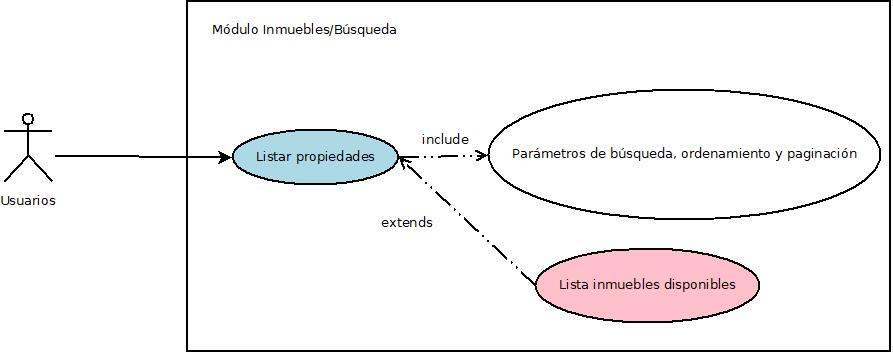 Módulo Inmuebles/Búsqueda
include
Listar propiedades
Parámetros de búsqueda, ordenamiento y paginación
Usuarios
extends
Lista inmuebles disponibles